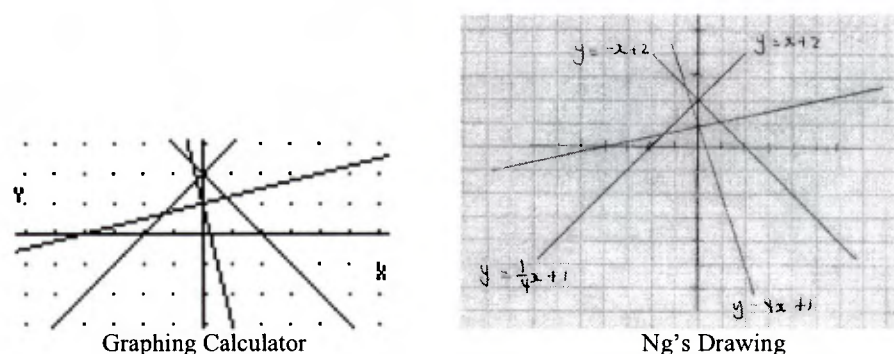 y = -x+2
y = x+2
Y
X
y = 1/4x + 1
y - 4x + 1
Graphing Calculator
Ng's Drawing